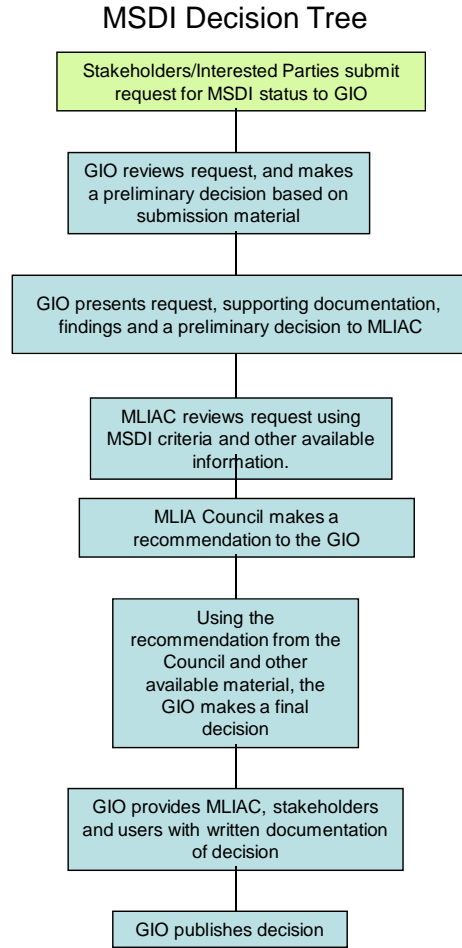 MSDI Decision Tree
Stakeholders/Interested Parties submit
request for MSDI status to GIO
GIO reviews request, and makes
a preliminary decision based on
submission material
GIO presents request, supporting documentation,
findings and a preliminary decision to MLIAC
MLIAC reviews request using
MSDI criteria and other available
information.
MLIA Council makes a
recommendation to the GIO
Using the
recommendation from the
Council and other
available material, the
GIO makes a final
decision
GIO provides MLIAC, stakeholders
and users with written documentation
of decision
GIO publishes decision